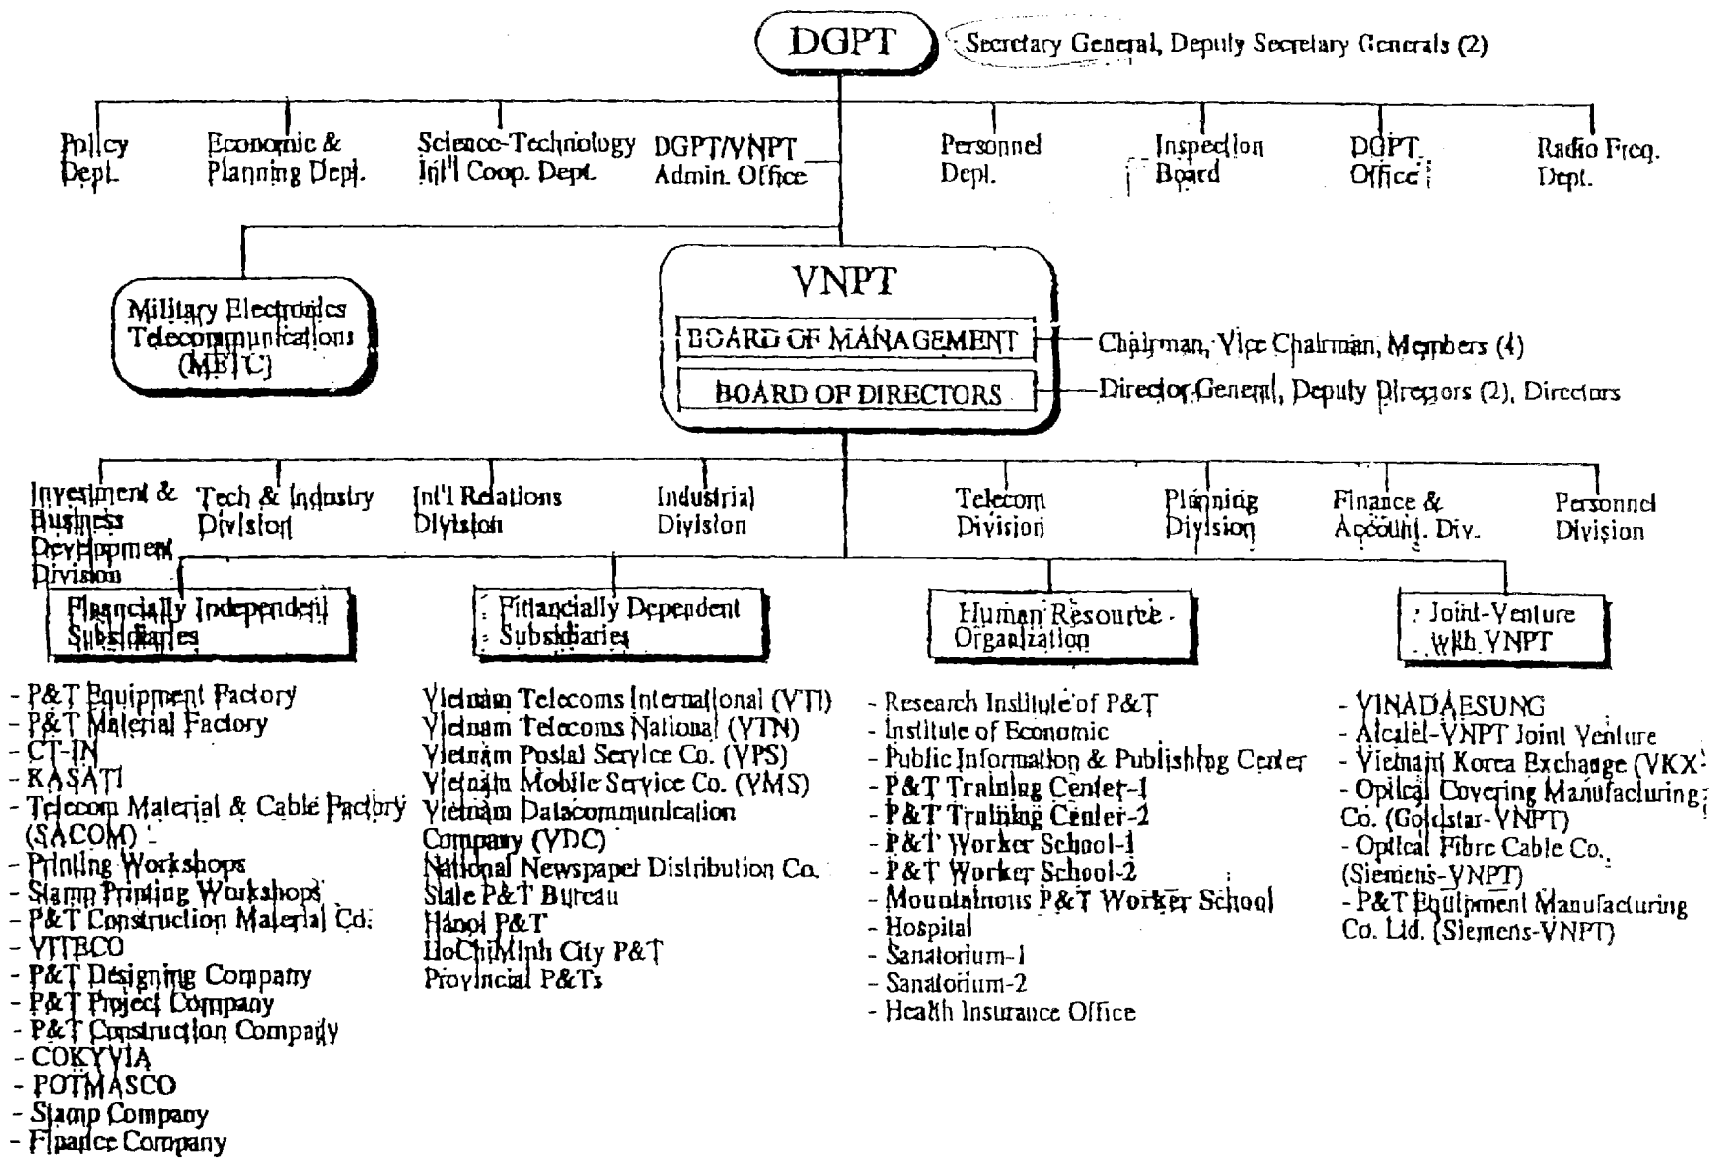 DGPT
- Secretary General, Deputy Secretary Generals (2)
Policy
Dept.
Economic &
Planning Dept.
Science-Technology
Int'l Coop. Dept.
DGPT/VNPT
Admin. Office
Personnel
Dept.
Inspection
Board
DGPT
Office
Radio Freq.
Dept.
Military Electronics
Telecommunications
(METC)
VNPT
BOARD OF MANAGEMENT
Chairman, Vice Chairman, Members (4)
BOARD OF DIRECTORS
Director General, Deputy Directors (2), Directors
Investment &
Business
Development
Division
Tech & Industry
Division
Int'l Relations
Division
Industrial
Division
Telecom
Division
Planning
Division
Finance &
Account. Div.
Personnel
Division
Financially Independent
Subsidiaries
- P&T Equipment Factory
- P&T Material Factory
- CT-IN
- KASATI
- Telecom Material & Cable Factory
(SACOM)
- Printing Workshops
- Stamp Printing Workshops
- P&T Construction Material Co.
- VITECO
- P&T Designing Company
- P&T Project Company
- P&T Construction Company
- COKYVIA
- POTMASCO
- Stamp Company
- Finance Company
Financially Dependent
Subsidiaries
Vietnam Telecoms International (VTI)
Vietnam Telecoms National (VTN)
Vietnam Postal Service Co. (VPS)
Vietnam Mobile Service Co. (VMS)
Vietnam Datacommunication
Company (VDC)
National Newspaper Distribution Co.
State P&T Bureau
Hanoi P&T
HoChiMinh City P&T
Provincial P&Ts
Human Resource
Organization
- Research Institute of P&T
- Institute of Economic
- Public Information & Publishing Center
- P&T Training Center-1
- P&T Training Center-2
- P&T Worker School-1
- P&T Worker School-2
- Mountainous P&T Worker School
- Hospital
- Sanatorium-1
- Sanatorium-2
- Health Insurance Office
Joint-Venture
with VNPT
- VINADAESUNG
- Alcatel-VNPT Joint Venture
- Vietnam Korea Exchange (VKX-
- Optical Covering Manufacturing
Co. (Goldstar-VNPT)
- Optical Fibre Cable Co.
(Siemens-VNPT)
- P&T Equipment Manufacturing
Co. Ltd. (Siemens-VNPT)